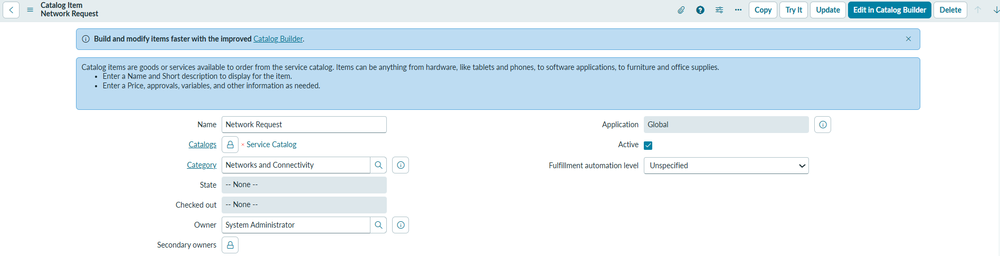 Catalog Item
Network Request
Copy
Try It
Update
Edit in Catalog Builder
Delete
Build and modify items faster with the improved Catalog Builder.
Catalog items are goods or services available to order from the service catalog. Items can be anything from hardware, like tablets and phones, to software applications, to furniture and office supplies.
• Enter a Name and Short description to display for the item.
• Enter a Price, approvals, variables, and other information as needed.
Name
Network Request
Catalogs
Service Catalog
Category
Networks and Connectivity
State
-- None --
Checked out
-- None --
Owner
System Administrator
Secondary owners
Application
Global
Active
Fulfillment automation level
Unspecified